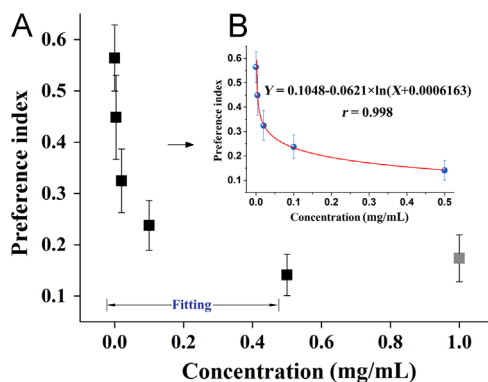 A
B
Preference index
0.6
0.5
0.4
0.3
0.2
0.1
0.0 0.2 0.4 0.6 0.8 1.0
Concentration (mg/mL)
Fitting
Preference index
0.6
0.5
0.4
0.3
0.2
0.1
0.0 0.1 0.2 0.3 0.4 0.5
Concentration (mg/mL)
Y = 0.1048-0.0621×ln(X+0.0006163)
r = 0.998